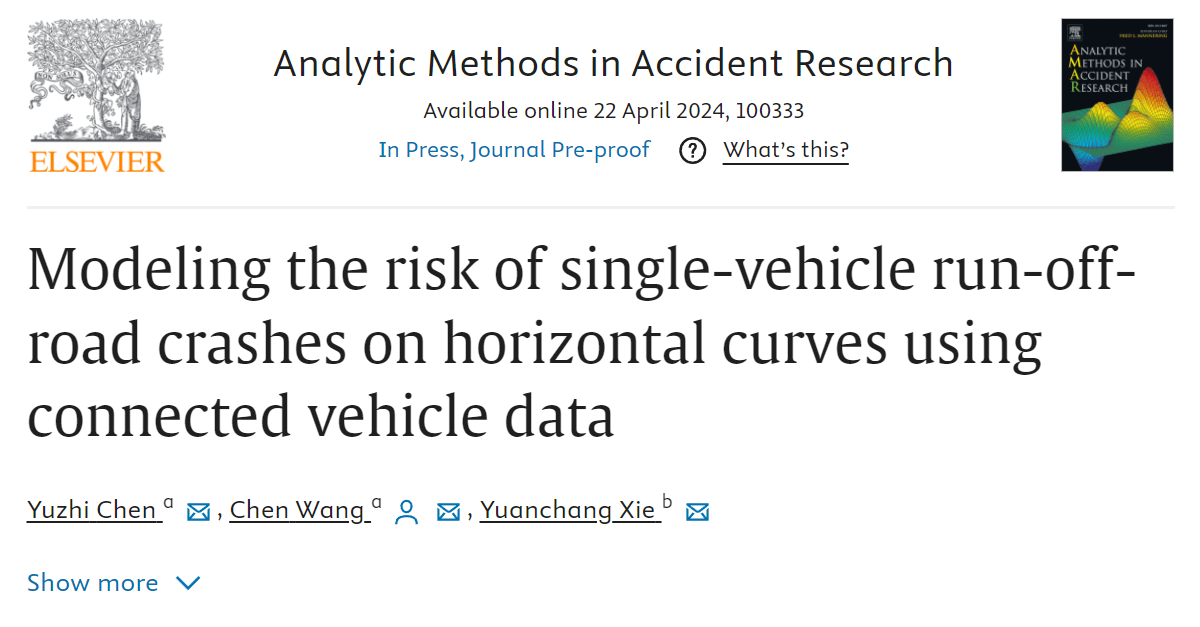 Analytic Methods in Accident Research
Available online 22 April 2024, 100333
In Press, Journal Pre-proof ? What's this?
ELSEVIER
ANALYTIC
METHODS IN
ACCIDENT
RESEARCH
Modeling the risk of single-vehicle run-off-
road crashes on horizontal curves using
connected vehicle data
Yuzhi Chen a , Chen Wang a , Yuanchang Xie b
Show more